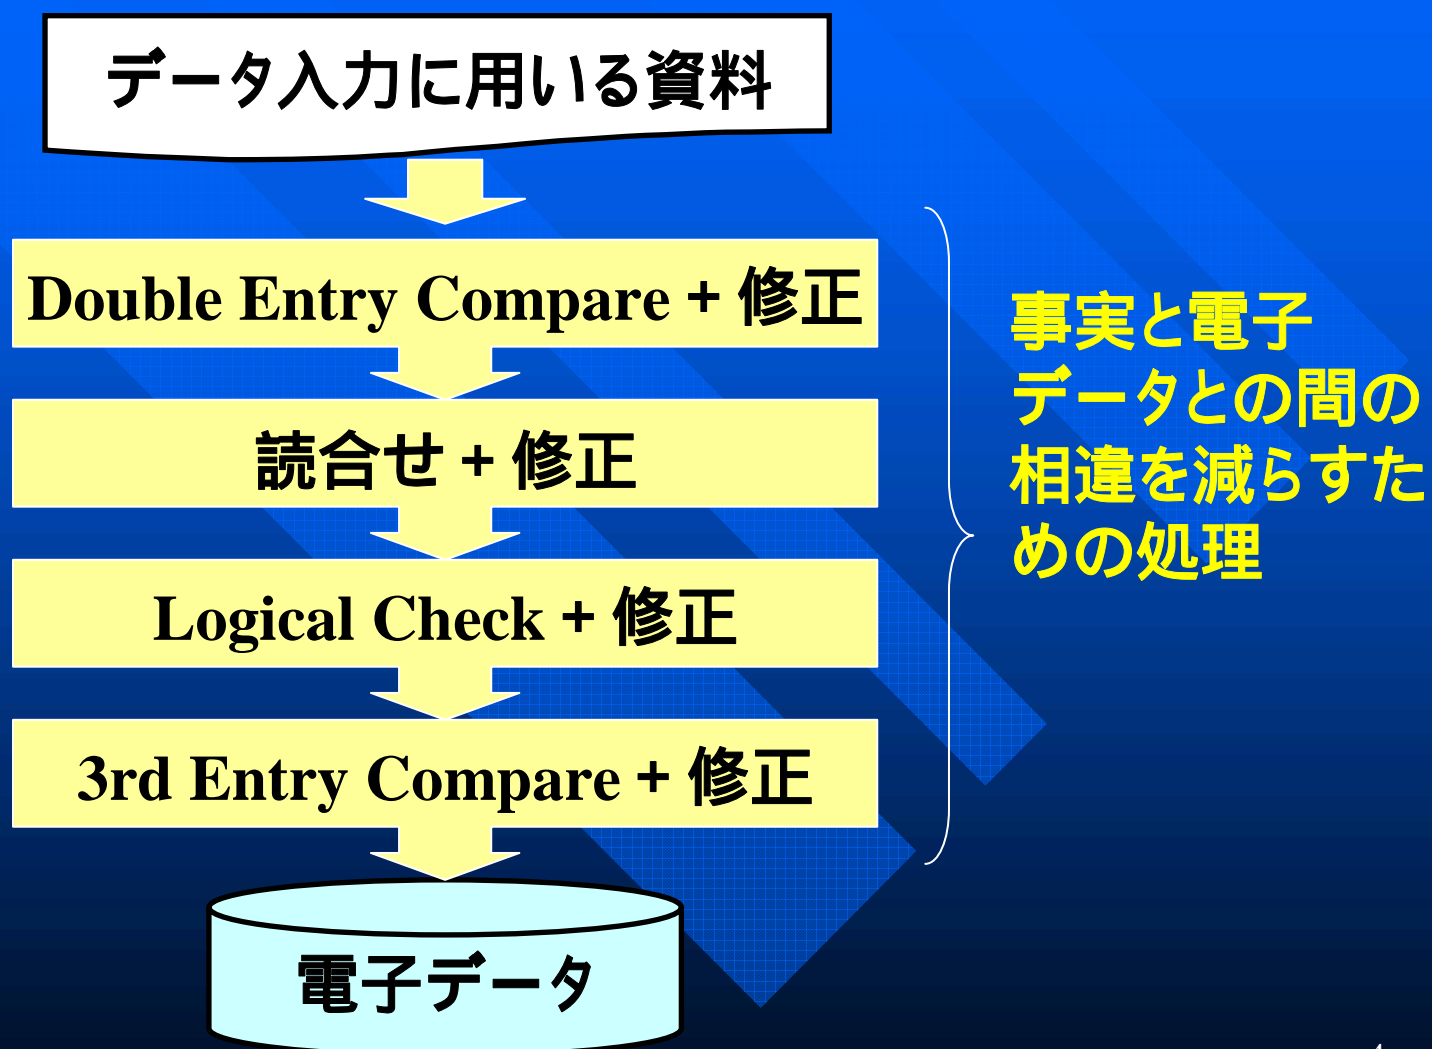 データ入力に用いる資料
Double Entry Compare + 修正
読合せ + 修正
Logical Check + 修正
3rd Entry Compare + 修正
電子データ
事実と電子
データとの間の
相違を減らすた
めの処理